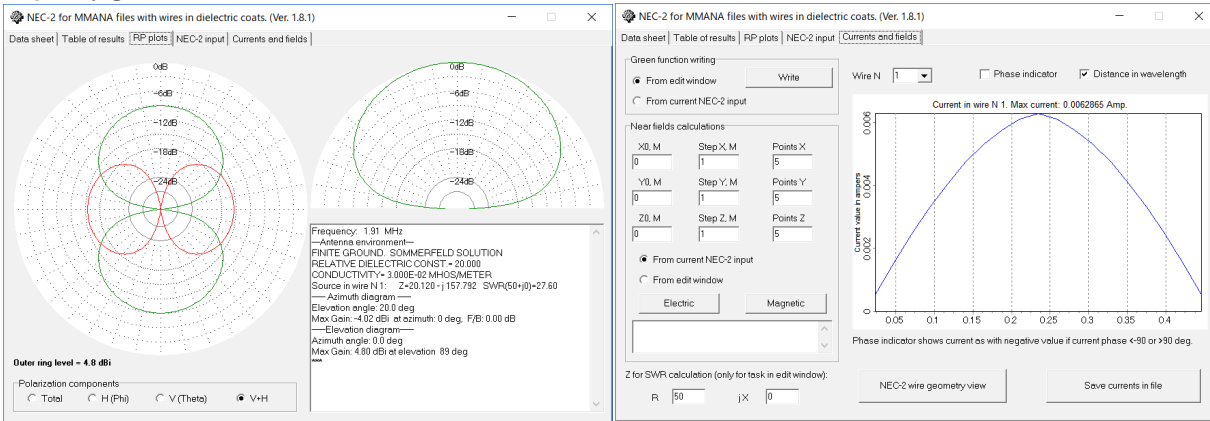 NEC-2 for MMANA files with wires in dielectric coats. (Ver. 1.8.1)
Data sheet Table of results RP plots NEC-2 input Currents and fields
0dB
-6dB
-12dB
-18dB
-24dB
0dB
-6dB
-12dB
-18dB
-24dB
Frequency: 1.91 MHz
—Antenna environment—
FINITE GROUND. SOMMERFELD SOLUTION
RELATIVE DIELECTRIC CONST.= 20.000
CONDUCTIVITY= 3.000E-02 MHOS/METER
Source in wire N 1: Z=20.120 - j 157.792 SWR(50+j0)=27.60
—– Azimuth diagram —–
Elevation angle: 20.0 deg
Max Gain: -4.02 dBi at azimuth: 0 deg, F/B: 0.00 dB
—–Elevation diagram—–
Azimuth angle: 0.0 deg
Max Gain: 4.80 dBi at elevation 89 deg
***
Outer ring level = 4.8 dBi
Polarization components
Total H (Phi) V (Theta) V+H
NEC-2 for MMANA files with wires in dielectric coats. (Ver. 1.8.1)
Data sheet Table of results RP plots NEC-2 input Currents and fields
Green function writing
From edit window Write
From current NEC-2 input
Near fields calculations
X0, M Step X, M Points X
0 1 5
Y0, M Step Y, M Points Y
0 1 5
Z0, M Step Z, M Points Z
0 1 5
From current NEC-2 input
From edit window
Electric Magnetic
Z for SWR calculation (only for task in edit window):
R 50 jX 0
Wire N 1 Phase indicator Distance in wavelength
Current in wire N 1. Max current: 0.0062865 Amp.
Current value in ampers
0.006
0.004
0.002
0
0.05 0.1 0.15 0.2 0.25 0.3 0.35 0.4
Phase indicator shows current as with negative value if current phase <-90 or >90 deg.
NEC-2 wire geometry view Save currents in file